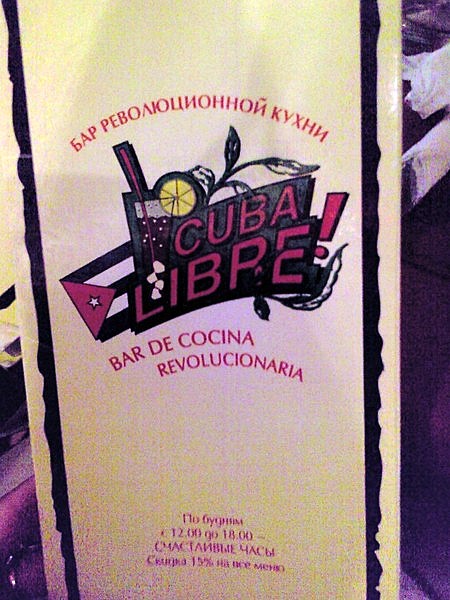 БАР РЕВОЛЮЦИОННОЙ КУХНИ
CUBA
LIBRE!
BAR DE COCINA
REVOLUCIONARIA
По будням
с 12.00 до 18.00 –
СЧАСТЛИВЫЕ ЧАСЫ
Скидка 15% на все меню